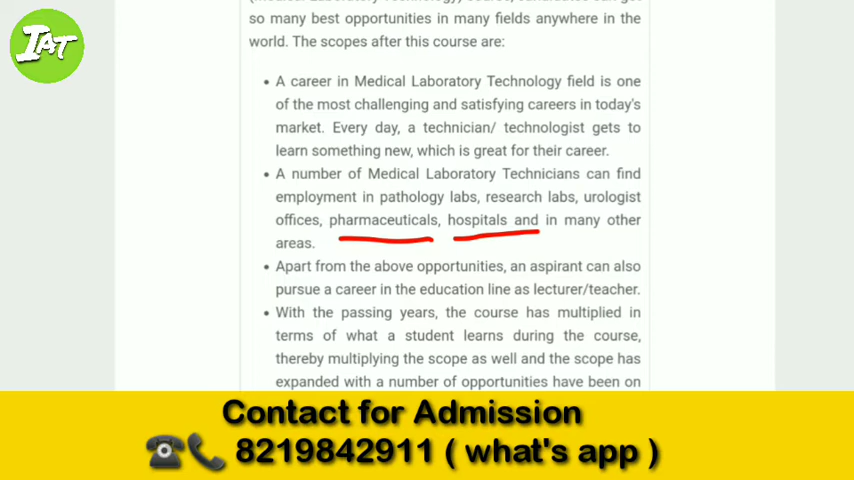 IAT
so many best opportunities in many fields anywhere in the
world. The scopes after this course are:
• A career in Medical Laboratory Technology field is one
of the most challenging and satisfying careers in today's
market. Every day, a technician/ technologist gets to
learn something new, which is great for their career.
• A number of Medical Laboratory Technicians can find
employment in pathology labs, research labs, urologist
offices, pharmaceuticals, hospitals and in many other
areas.
• Apart from the above opportunities, an aspirant can also
pursue a career in the education line as lecturer/teacher.
• With the passing years, the course has multiplied in
terms of what a student learns during the course,
thereby multiplying the scope as well and the scope has
expanded with a number of opportunities have been on
Contact for Admission
8219842911 ( what's app )